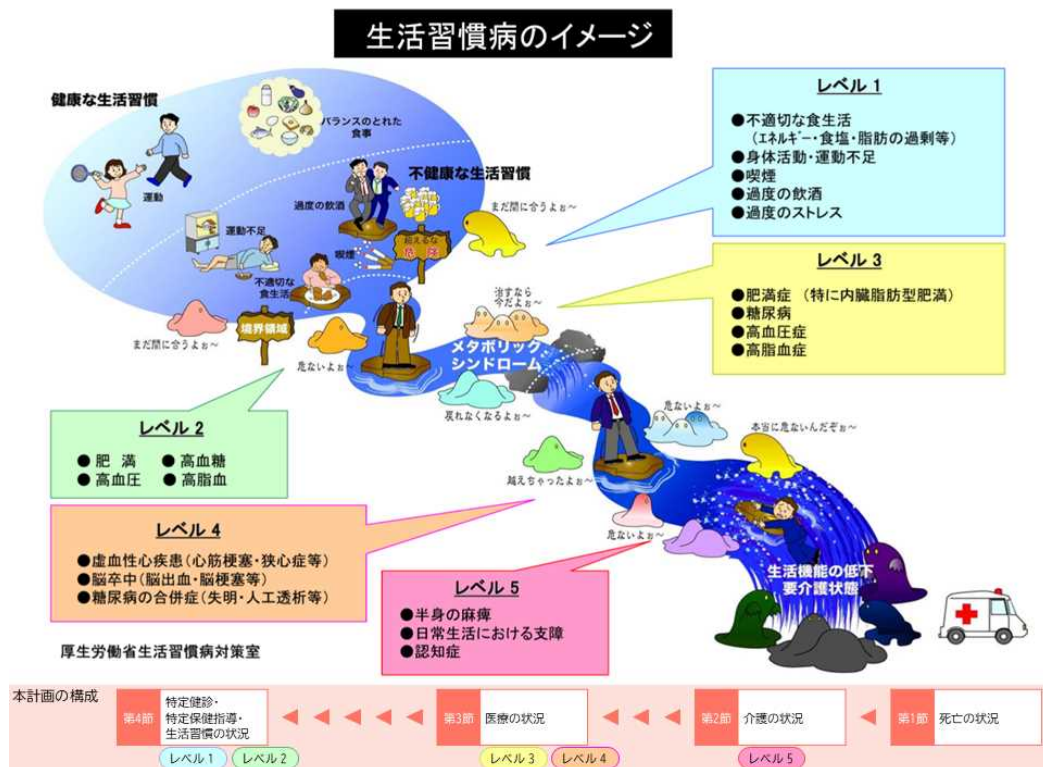 生活習慣病のイメージ
健康な生活習慣
バランスのとれた
食事
運動
不健康な生活習慣
過度の飲酒
まだ間に合うよぉ~
運動不足
喫煙
超えるな
危険
不適切な
食生活
境界領域
まだ間に合うよぉ~
危ないよぉ~
治すなら
今だよぉ~
メタボリック
シンドローム
戻れなくなるよぉ~
危ないよぉ~
本当に危ないんだぞぉ~
越えちゃったよぉ~
危ないよぉ~
生活機能の低下
要介護状態
レベル 1
●不適切な食生活
(エネルギー・食塩・脂肪の過剰等)
●身体活動・運動不足
●喫煙
●過度の飲酒
●過度のストレス
レベル 3
●肥満症 (特に内臓脂肪型肥満)
●糖尿病
●高血圧症
●高脂血症
レベル 2
● 肥 満 ● 高血糖
● 高血圧 ● 高脂血
レベル 4
●虚血性心疾患(心筋梗塞・狭心症等)
●脳卒中(脳出血・脳梗塞等)
●糖尿病の合併症(失明・人工透析等)
レベル 5
●半身の麻痺
●日常生活における支障
●認知症
厚生労働省生活習慣病対策室
本計画の構成
第4節 特定健診・
特定保健指導・
生活習慣の状況
第3節 医療の状況
第2節 介護の状況
第1節 死亡の状況
レベル1 レベル2 レベル3 レベル4 レベル5